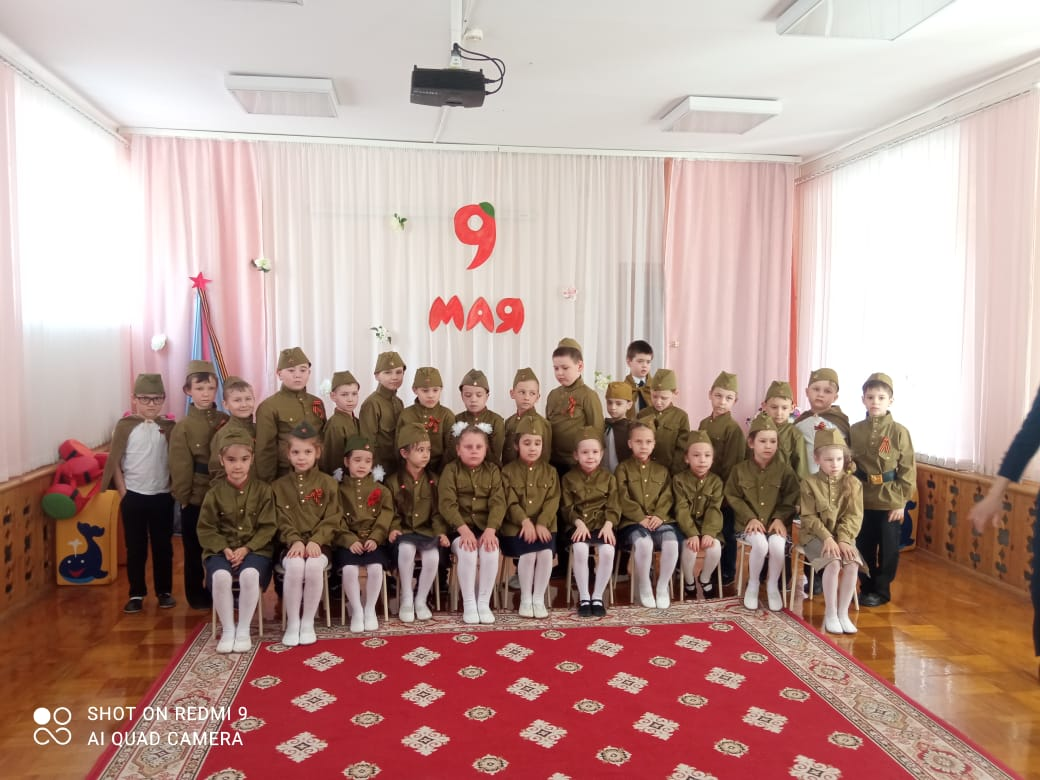 9
МАЯ
SHOT ON REDMI 9
AI QUAD CAMERA